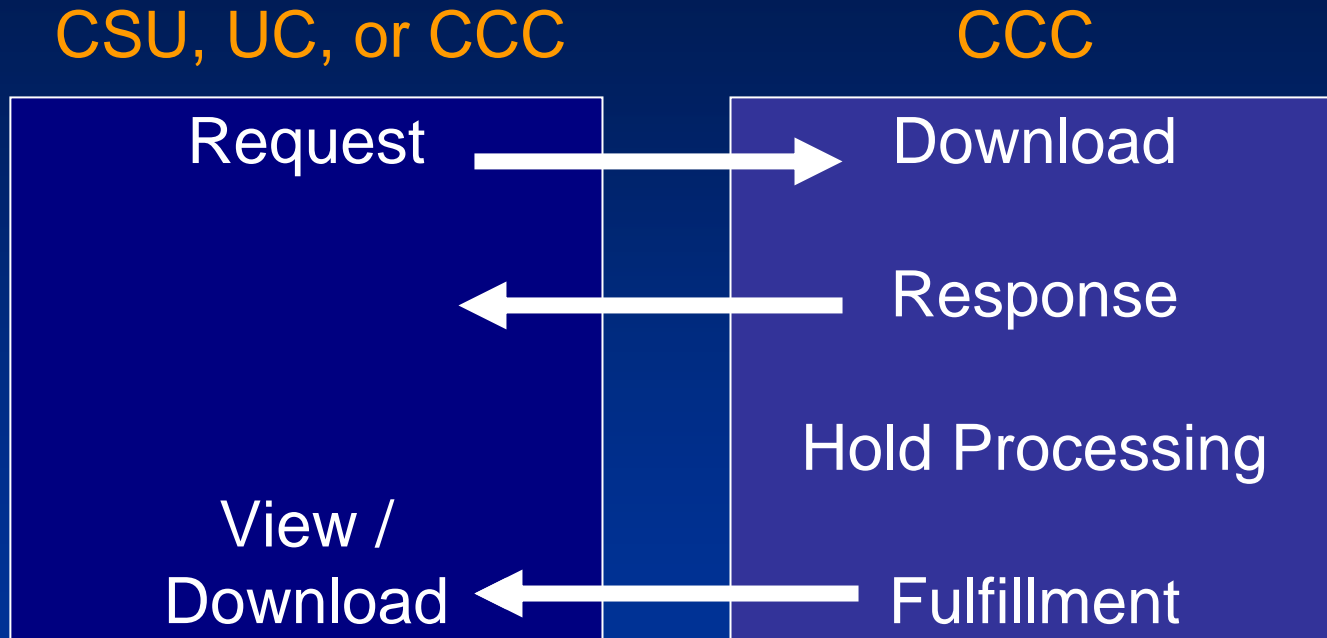 CSU, UC, or CCC
CCC
Request
Download
Response
Hold Processing
View /
Download
Fulfillment